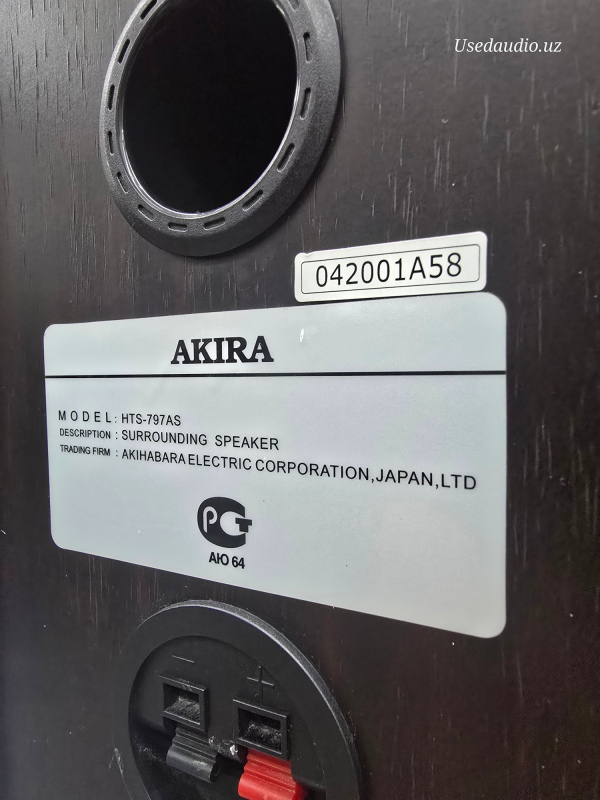 Usedaudio.uz
042001A58
AKIRA
MODEL: HTS-797AS
DESCRIPTION : SURROUNDING SPEAKER
TRADING FIRM : AKIHABARA ELECTRIC CORPORATION,JAPAN,LTD
РСТ
АЮ 64
− +